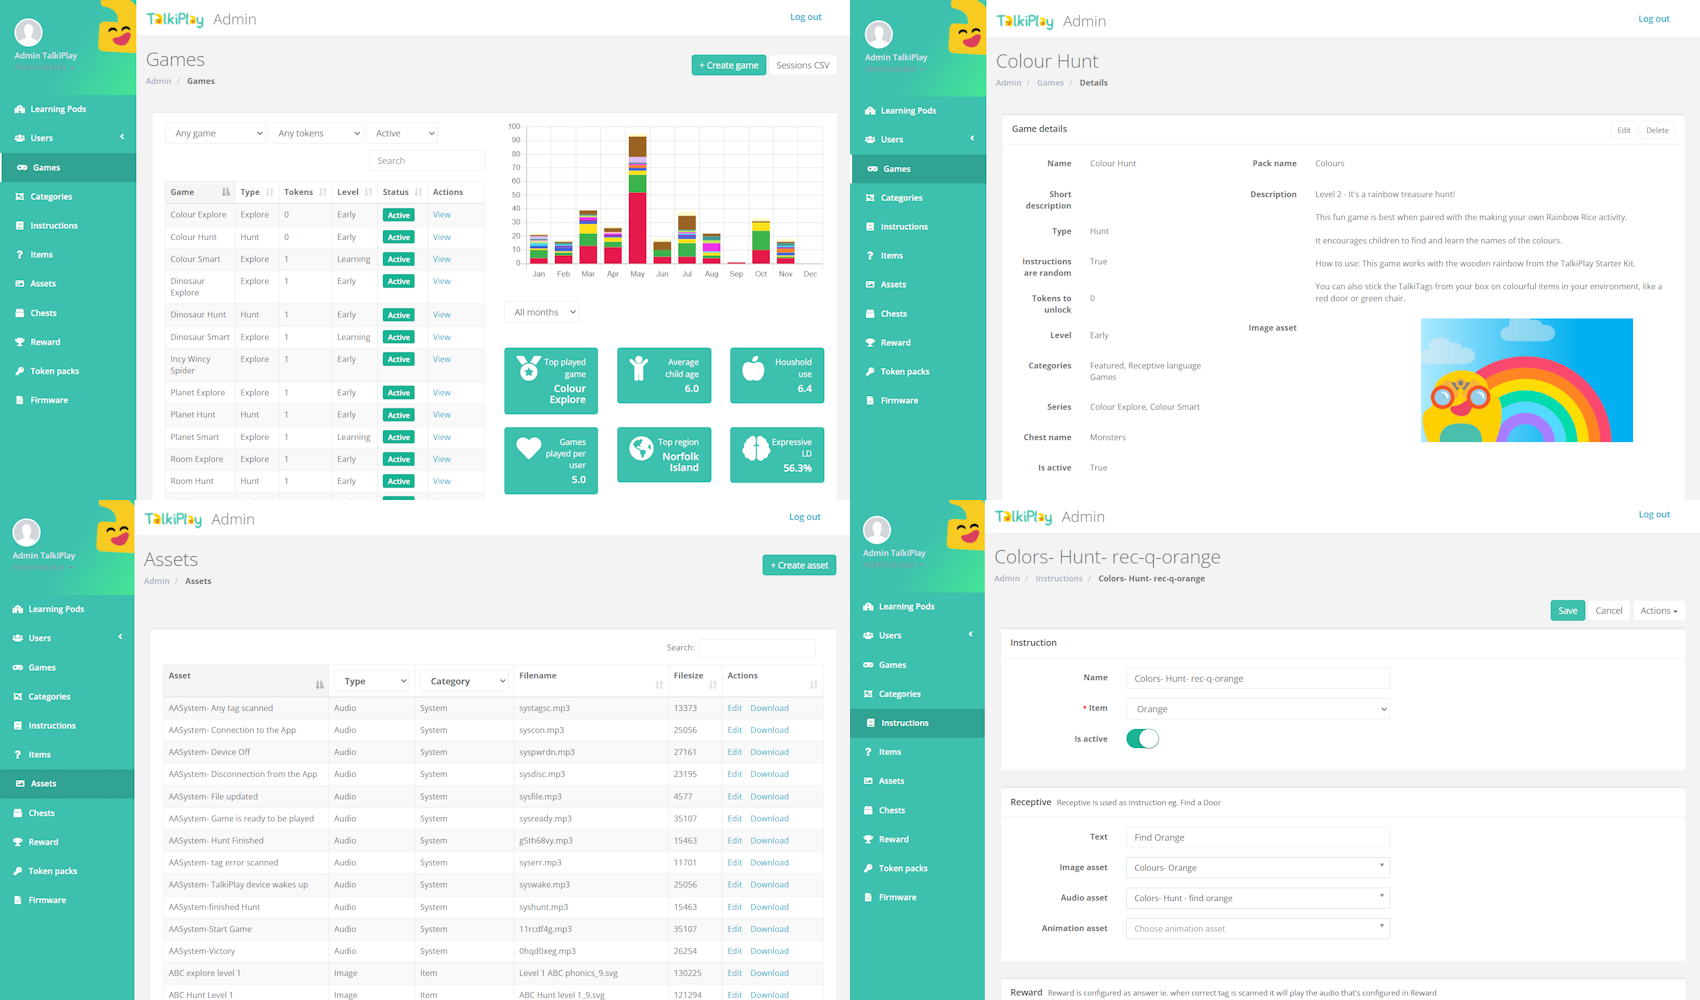 TalkiPlay Admin
Log out
Admin TalkiPlay
Games
Admin / Games
+ Create game
Sessions CSV
Learning Pods
Users
Games
Categories
Instructions
Items
Assets
Chests
Reward
Token packs
Firmware
Any game
Any tokens
Active
Search
Game Type Tokens Level Status Actions
Colour Explore Explore 0 Early Active View
Colour Hunt Hunt 0 Early Active View
Colour Smart Explore 1 Learning Active View
Dinosaur Explore Explore 1 Early Active View
Dinosaur Hunt Hunt 1 Early Active View
Dinosaur Smart Explore 1 Learning Active View
Incy Wincy Spider Explore 1 Early Active View
Planet Explore Explore 1 Early Active View
Planet Hunt Hunt 1 Early Active View
Planet Smart Explore 1 Learning Active View
Room Explore Explore 1 Early Active View
Room Hunt Hunt 1 Early Active View
100
90
80
70
60
50
40
30
20
10
0
Jan Feb Mar Apr May Jun Jul Aug Sep Oct Nov Dec
All months
Top played game
Colour Explore
Average child age
6.0
Houshold use
6.4
Games played per user
5.0
Top region
Norfolk Island
Expressive LD
56.3%
TalkiPlay Admin
Log out
Admin TalkiPlay
Colour Hunt
Admin / Games / Details
Learning Pods
Users
Games
Categories
Instructions
Items
Assets
Chests
Reward
Token packs
Firmware
Game details
Edit
Delete
Name Colour Hunt
Short description
Type Hunt
Instructions are random True
Tokens to unlock 0
Level Early
Categories Featured, Receptive language Games
Series Colour Explore, Colour Smart
Chest name Monsters
Is active True
Pack name Colours
Description Level 2 - It's a rainbow treasure hunt!
This fun game is best when paired with the making your own Rainbow Rice activity.
It encourages children to find and learn the names of the colours.
How to use: This game works with the wooden rainbow from the TalkiPlay Starter Kit.
You can also stick the TalkiTags from your box on colourful items in your environment, like a
red door or green chair.
Image asset
TalkiPlay Admin
Log out
Admin TalkiPlay
Assets
Admin / Assets
+ Create asset
Learning Pods
Users
Games
Categories
Instructions
Items
Assets
Chests
Reward
Token packs
Firmware
Search:
Asset Type Category Filename Filesize Actions
AASystem- Any tag scanned Audio System systagsc.mp3 13373 Edit Download
AASystem- Connection to the App Audio System syscon.mp3 25056 Edit Download
AASystem- Device Off Audio System syspwrdn.mp3 27161 Edit Download
AASystem- Disconnection from the App Audio System sysdisc.mp3 23195 Edit Download
AASystem- File updated Audio System sysfile.mp3 4577 Edit Download
AASystem- Game is ready to be played Audio System sysready.mp3 35107 Edit Download
AASystem- Hunt Finished Audio System g5th68vy.mp3 15463 Edit Download
AASystem- tag error scanned Audio System syserr.mp3 11701 Edit Download
AASystem- TalkiPlay device wakes up Audio System syswake.mp3 25056 Edit Download
AASystem-finished Hunt Audio System syshunt.mp3 15463 Edit Download
AASystem-Start Game Audio System 11rcdf4g.mp3 35107 Edit Download
AASystem-Victory Audio System 0hqd0xeg.mp3 26254 Edit Download
ABC explore level 1 Image Item Level 1 ABC phonics_9.svg 130225 Edit Download
ABC Hunt Level 1 Image Item ABC Hunt level 1_9.svg 121294 Edit Download
TalkiPlay Admin
Log out
Admin TalkiPlay
Colors- Hunt- rec-q-orange
Admin / Instructions / Colors- Hunt- rec-q-orange
Save
Cancel
Actions
Learning Pods
Users
Games
Categories
Instructions
Items
Assets
Chests
Reward
Token packs
Firmware
Instruction
Name Colors- Hunt- rec-q-orange
* Item Orange
Is active
Receptive Receptive is used as instruction eg. Find a Door
Text Find Orange
Image asset Colours- Orange
Audio asset Colors- Hunt - find orange
Animation asset Choose animation asset
Reward Reward is configured as answer ie. when correct tag is scanned it will play the audio that's configured in Reward